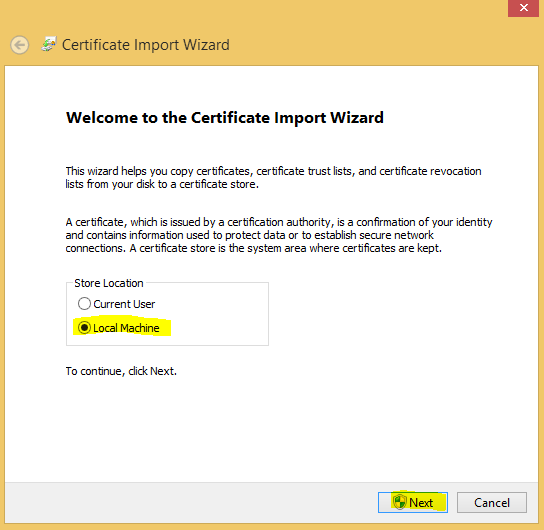 Certificate Import Wizard
Welcome to the Certificate Import Wizard
This wizard helps you copy certificates, certificate trust lists, and certificate revocation
lists from your disk to a certificate store.
A certificate, which is issued by a certification authority, is a confirmation of your identity
and contains information used to protect data or to establish secure network
connections. A certificate store is the system area where certificates are kept.
Store Location
Current User
Local Machine
To continue, click Next.
Next
Cancel